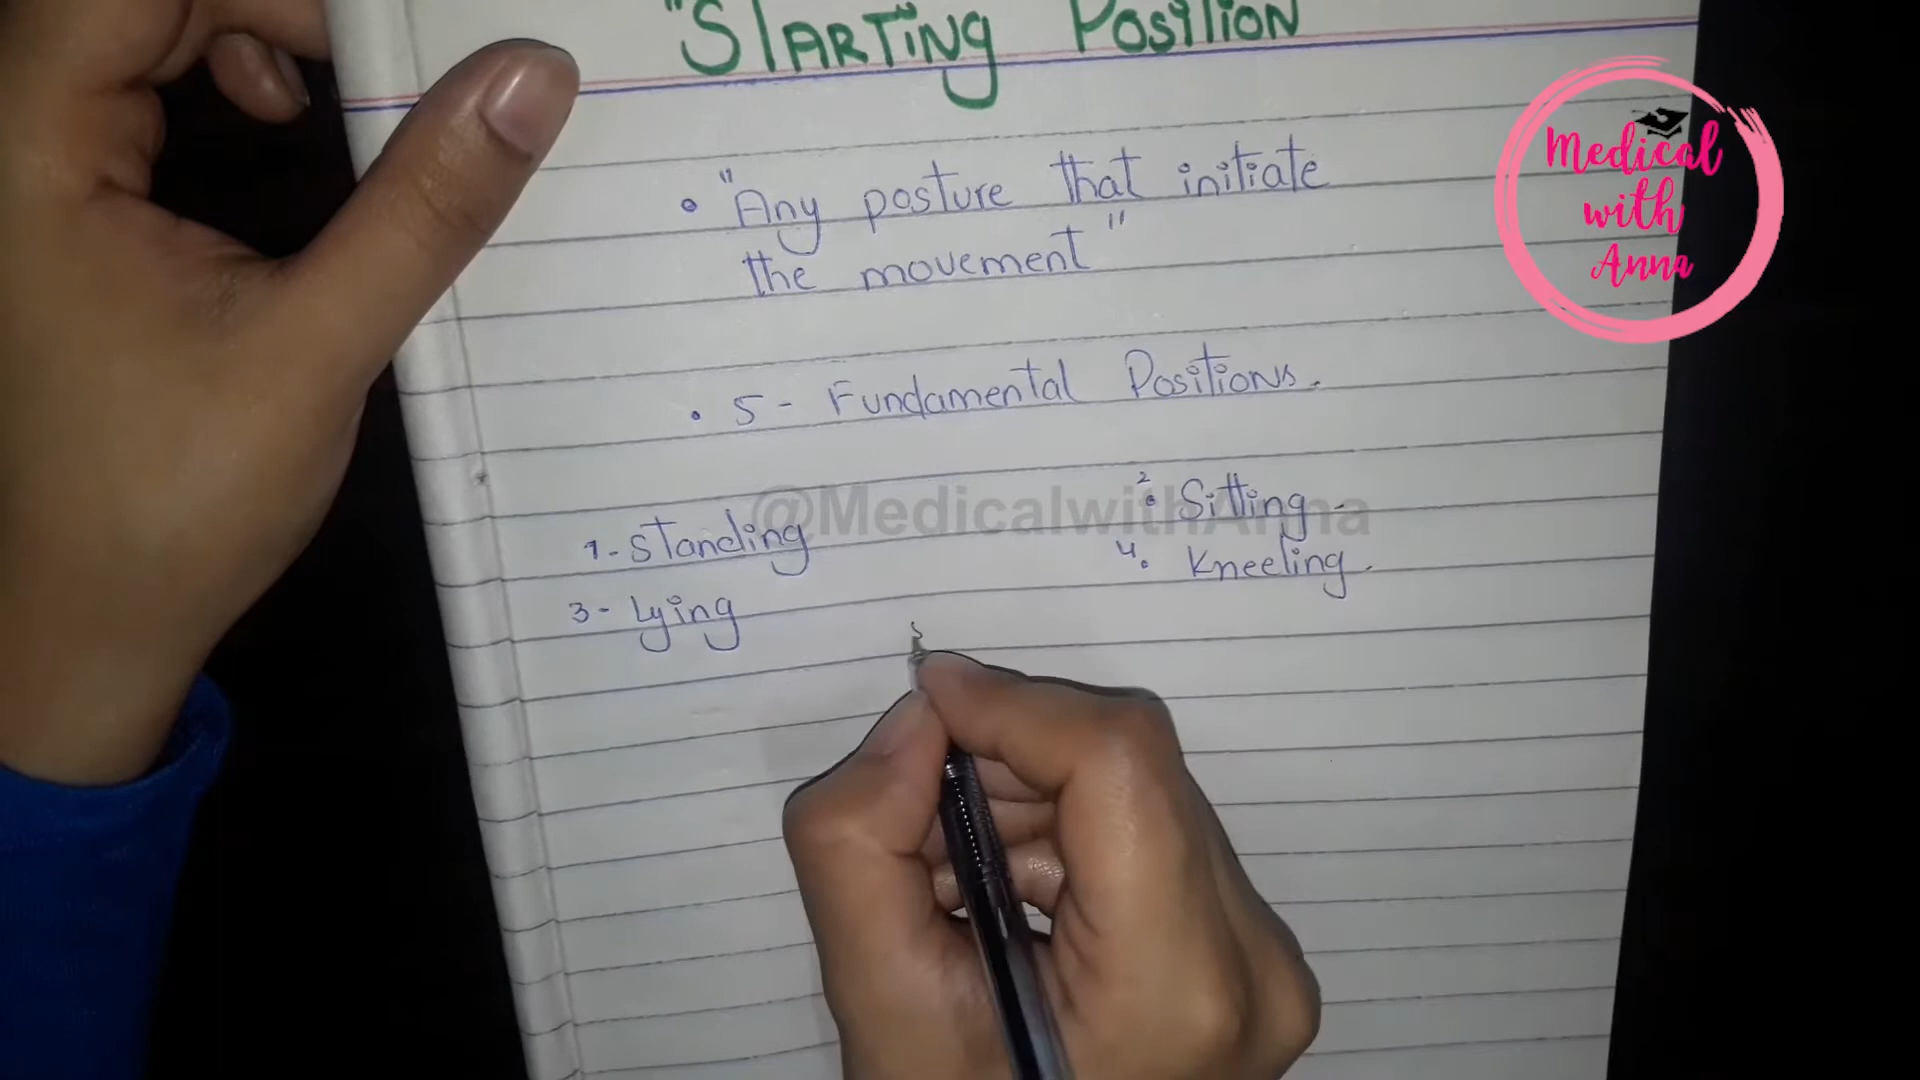 "STARTING POSITION
• "Any posture that initiate
the movement"
• 5 - Fundamental Positions.
1 - Standing
2. Sitting -
3 - Lying
4. Kneeling.
5
@MedicalwithAnna
Medical
with
Anna